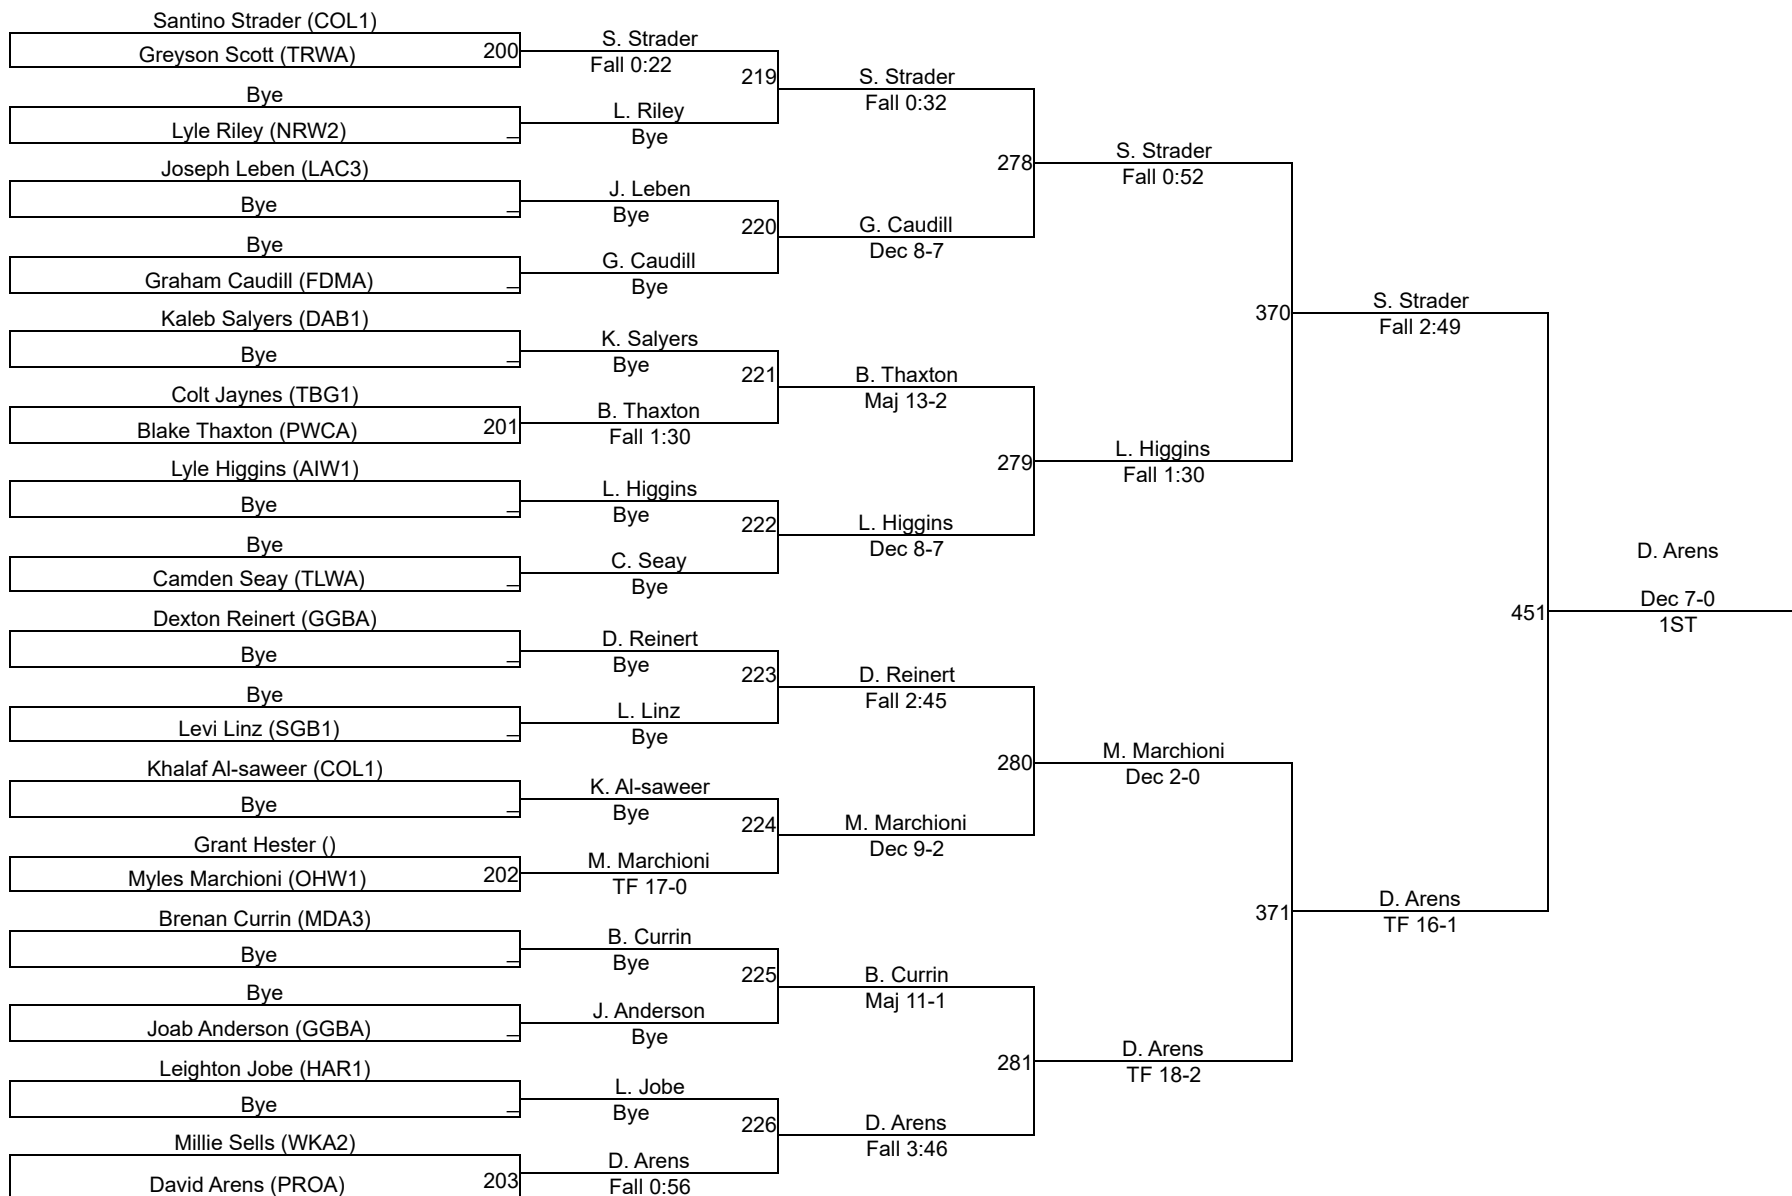 Santino Strader (COL1)
Greyson Scott (TRWA)
200
Bye
Lyle Riley (NRW2)
_
Joseph Leben (LAC3)
Bye
_
Bye
Graham Caudill (FDMA)
_
Kaleb Salyers (DAB1)
Bye
_
Colt Jaynes (TBG1)
Blake Thaxton (PWCA)
201
Lyle Higgins (AIW1)
Bye
_
Bye
Camden Seay (TLWA)
_
Dexton Reinert (GGBA)
Bye
_
Bye
Levi Linz (SGB1)
_
Khalaf Al-saweer (COL1)
Bye
_
Grant Hester ()
Myles Marchioni (OHW1)
202
Brenan Currin (MDA3)
Bye
_
Bye
Joab Anderson (GGBA)
_
Leighton Jobe (HAR1)
Bye
_
Millie Sells (WKA2)
David Arens (PROA)
203
S. Strader
Fall 0:22
219
L. Riley
Bye
J. Leben
Bye
220
G. Caudill
Bye
K. Salyers
Bye
221
B. Thaxton
Fall 1:30
L. Higgins
Bye
222
C. Seay
Bye
D. Reinert
Bye
223
L. Linz
Bye
K. Al-saweer
Bye
224
M. Marchioni
TF 17-0
B. Currin
Bye
225
J. Anderson
Bye
L. Jobe
Bye
226
D. Arens
Fall 0:56
S. Strader
Fall 0:32
278
G. Caudill
Dec 8-7
B. Thaxton
Maj 13-2
279
L. Higgins
Dec 8-7
D. Reinert
Fall 2:45
280
M. Marchioni
Dec 9-2
B. Currin
Maj 11-1
281
D. Arens
Fall 3:46
S. Strader
Fall 0:52
370
L. Higgins
Fall 1:30
M. Marchioni
Dec 2-0
371
D. Arens
TF 18-2
S. Strader
Fall 2:49
451
D. Arens
TF 16-1
D. Arens
Dec 7-0
1ST